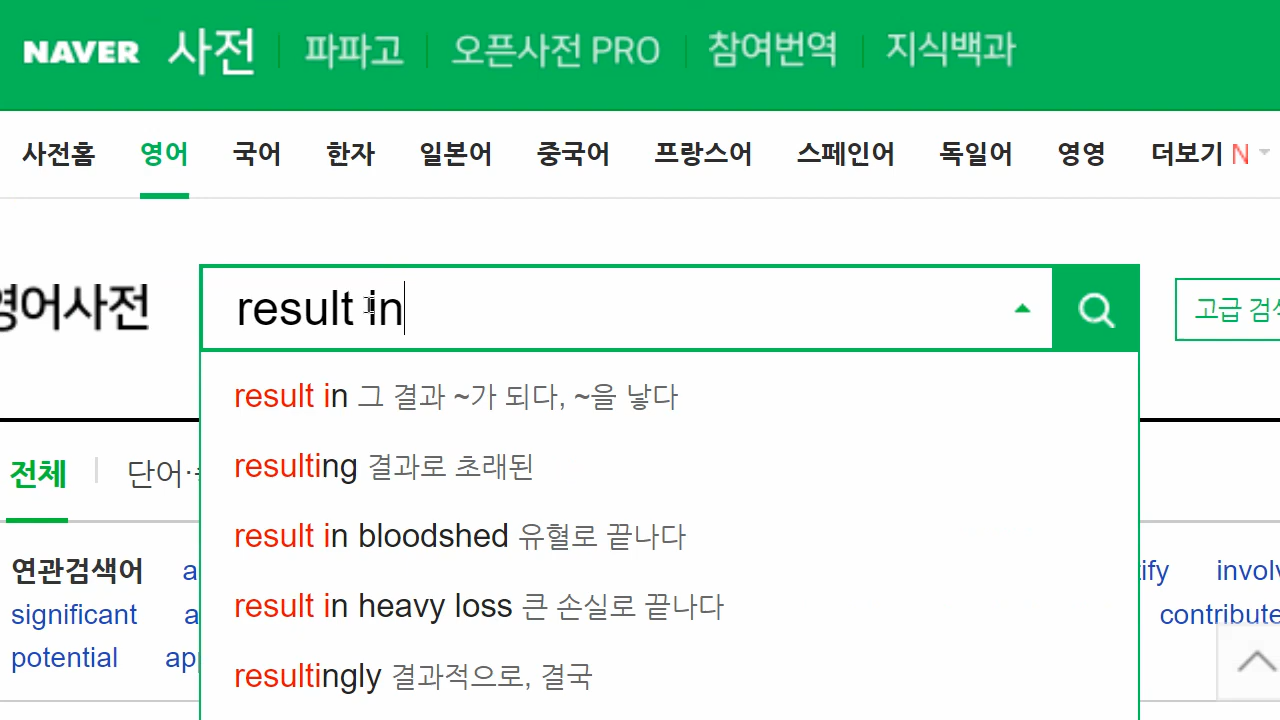 NAVER 사전 파파고 오픈사전 PRO 참여번역 지식백과
사전홈 영어 국어 한자 일본어 중국어 프랑스어 스페인어 독일어 영영 더보기 N
영어사전 result in 고급
result in 그 결과 ~가 되다, ~을 낳다
전체 단어·
resulting 결과로 초래된
result in bloodshed 유혈로 끝나다
연관검색어
result in heavy loss 큰 손실로 끝나다
significant
potential
resultingly 결과적으로, 결국